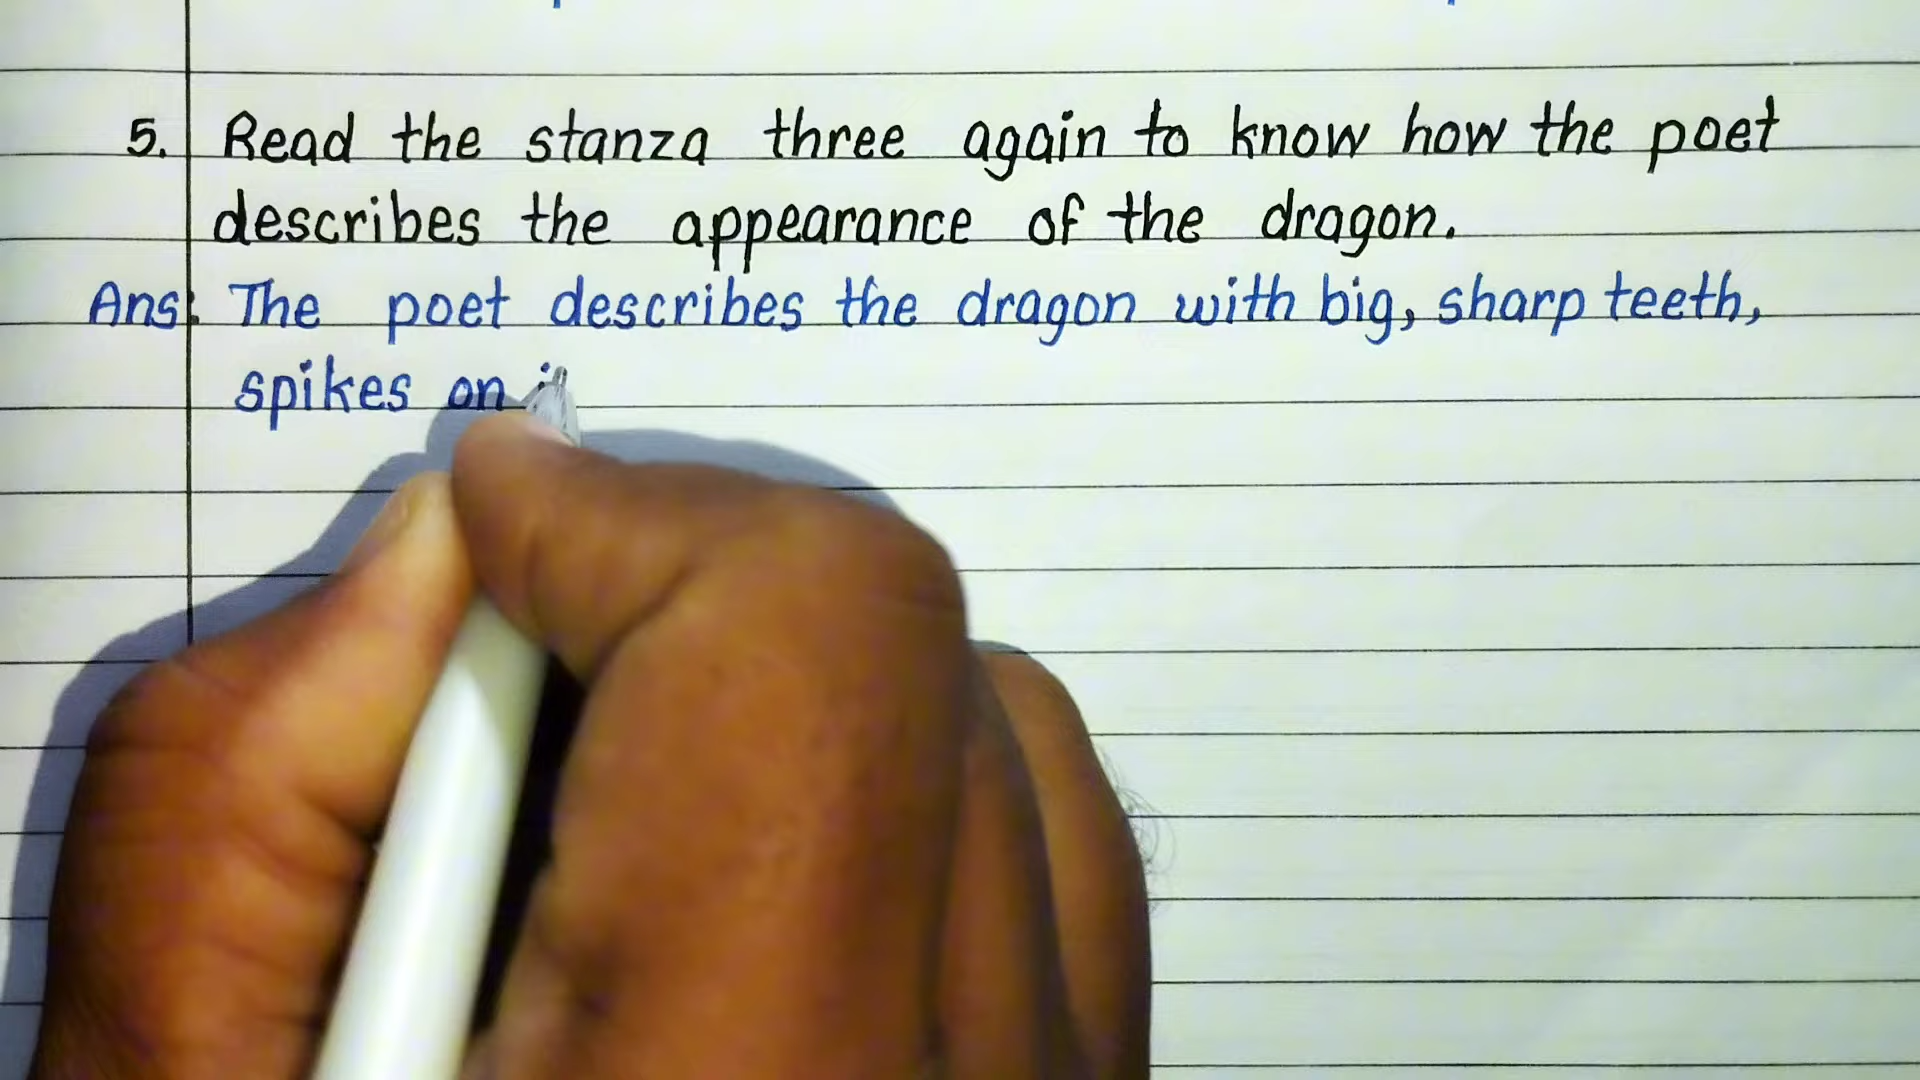 5. Read the stanza three again to know how the poet
describes the appearance of the dragon.
Ans: The poet describes the dragon with big, sharp teeth,
spikes on